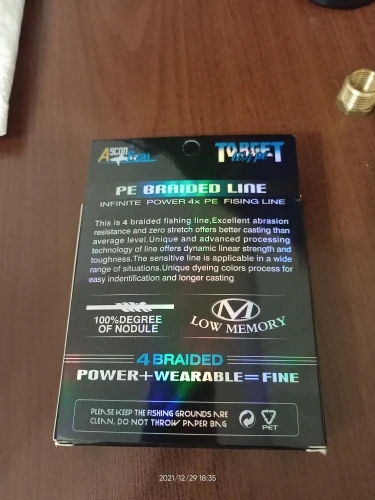 ASCON
FISH
TARGET
PE BRAIDED LINE
INFINITE POWER 4x PE FISING LINE
This is 4 braided fishing line,Excellent abrasion
resistance and zero stretch offers better casting than
average level.Unique and advanced processing
technology of line offers dynamic linear strength and
toughness.The sensitive line is applicable in a wide
range of situations.Unique dyeing colors process for
easy indentification and longer casting
100%DEGREE
OF NODULE
LOW MEMORY
4 BRAIDED
POWER+WEARABLE=FINE
PLEASE KEEP THE FISHING GROUNDS ARE
CLEAN, DO NOT THROW PAPER BAG
PET
2021/12/29 18:35